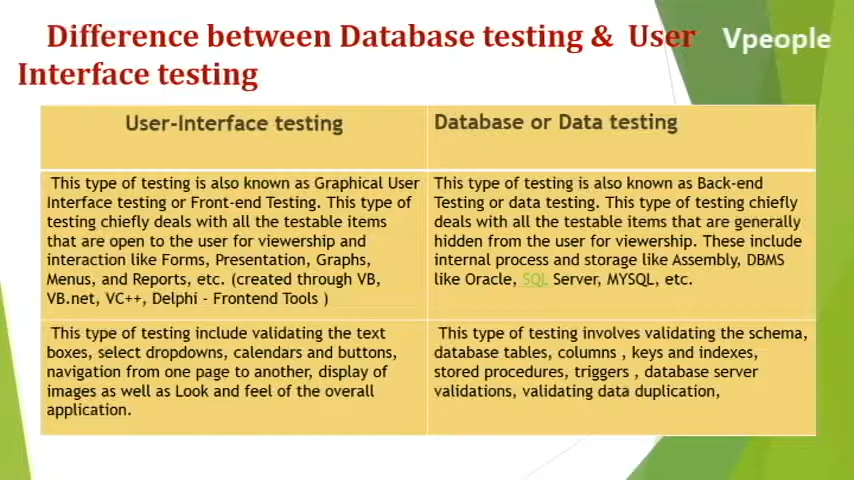 Difference between Database testing & User
Interface testing
Vpeople
User-Interface testing
Database or Data testing
This type of testing is also known as Graphical User
Interface testing or Front-end Testing. This type of
testing chiefly deals with all the testable items
that are open to the user for viewership and
interaction like Forms, Presentation, Graphs,
Menus, and Reports, etc. (created through VB,
VB.net, VC++, Delphi - Frontend Tools )
This type of testing is also known as Back-end
Testing or data testing. This type of testing chiefly
deals with all the testable items that are generally
hidden from the user for viewership. These include
internal process and storage like Assembly, DBMS
like Oracle, SQL Server, MYSQL, etc.
This type of testing include validating the text
boxes, select dropdowns, calendars and buttons,
navigation from one page to another, display of
images as well as Look and feel of the overall
application.
This type of testing involves validating the schema,
database tables, columns , keys and indexes,
stored procedures, triggers , database server
validations, validating data duplication,